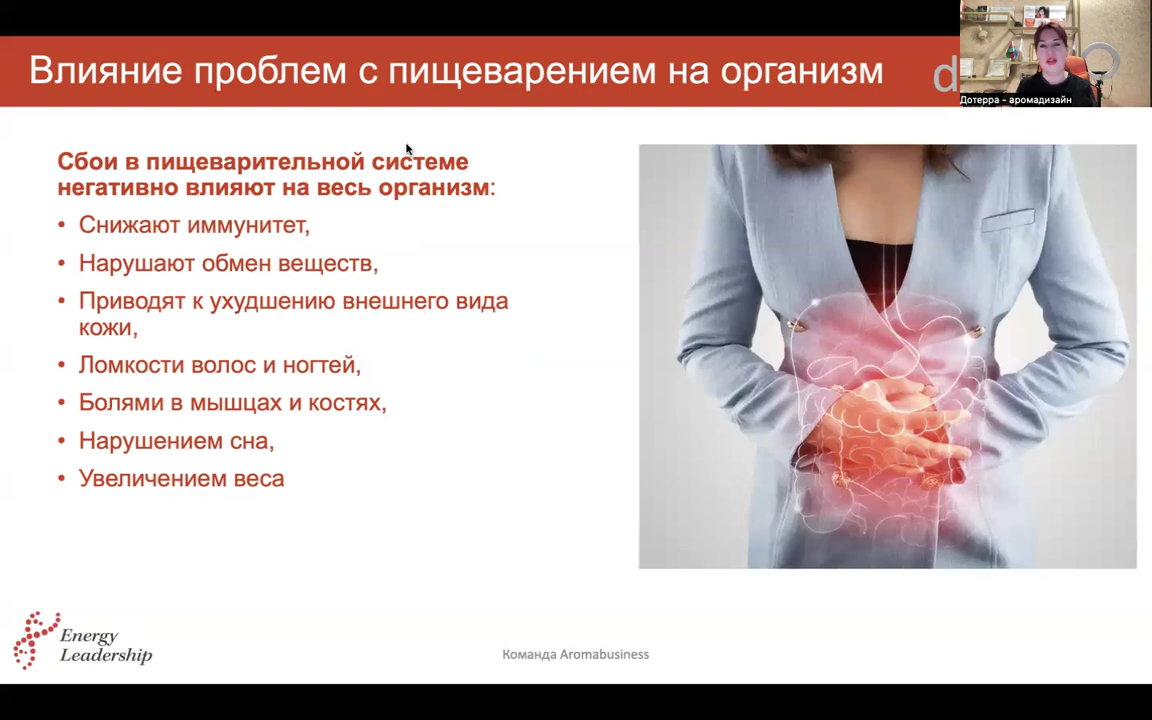 Влияние проблем с пищеварением на организм
d
Дотерра - аромадизайн
Сбои в пищеварительной системе
негативно влияют на весь организм:
• Снижают иммунитет,
• Нарушают обмен веществ,
• Приводят к ухудшению внешнего вида
кожи,
• Ломкости волос и ногтей,
• Болями в мышцах и костях,
• Нарушением сна,
• Увеличением веса
Energy
Leadership
Команда Aromabusiness